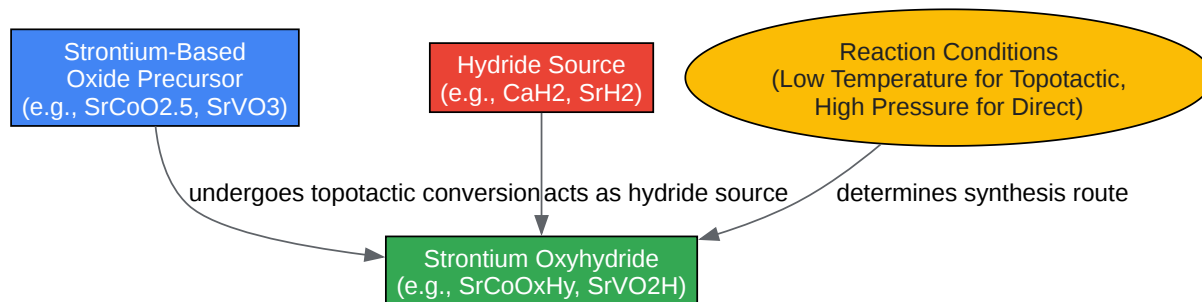 Strontium-Based
Oxide Precursor
(e.g., SrCoO2.5, SrVO3)
Hydride Source
(e.g., CaH2, SrH2)
Reaction Conditions
(Low Temperature for Topotactic,
High Pressure for Direct)
undergoes topotactic conversion
acts as hydride source
determines synthesis route
Strontium Oxyhydride
(e.g., SrCoOxHy, SrVO2H)